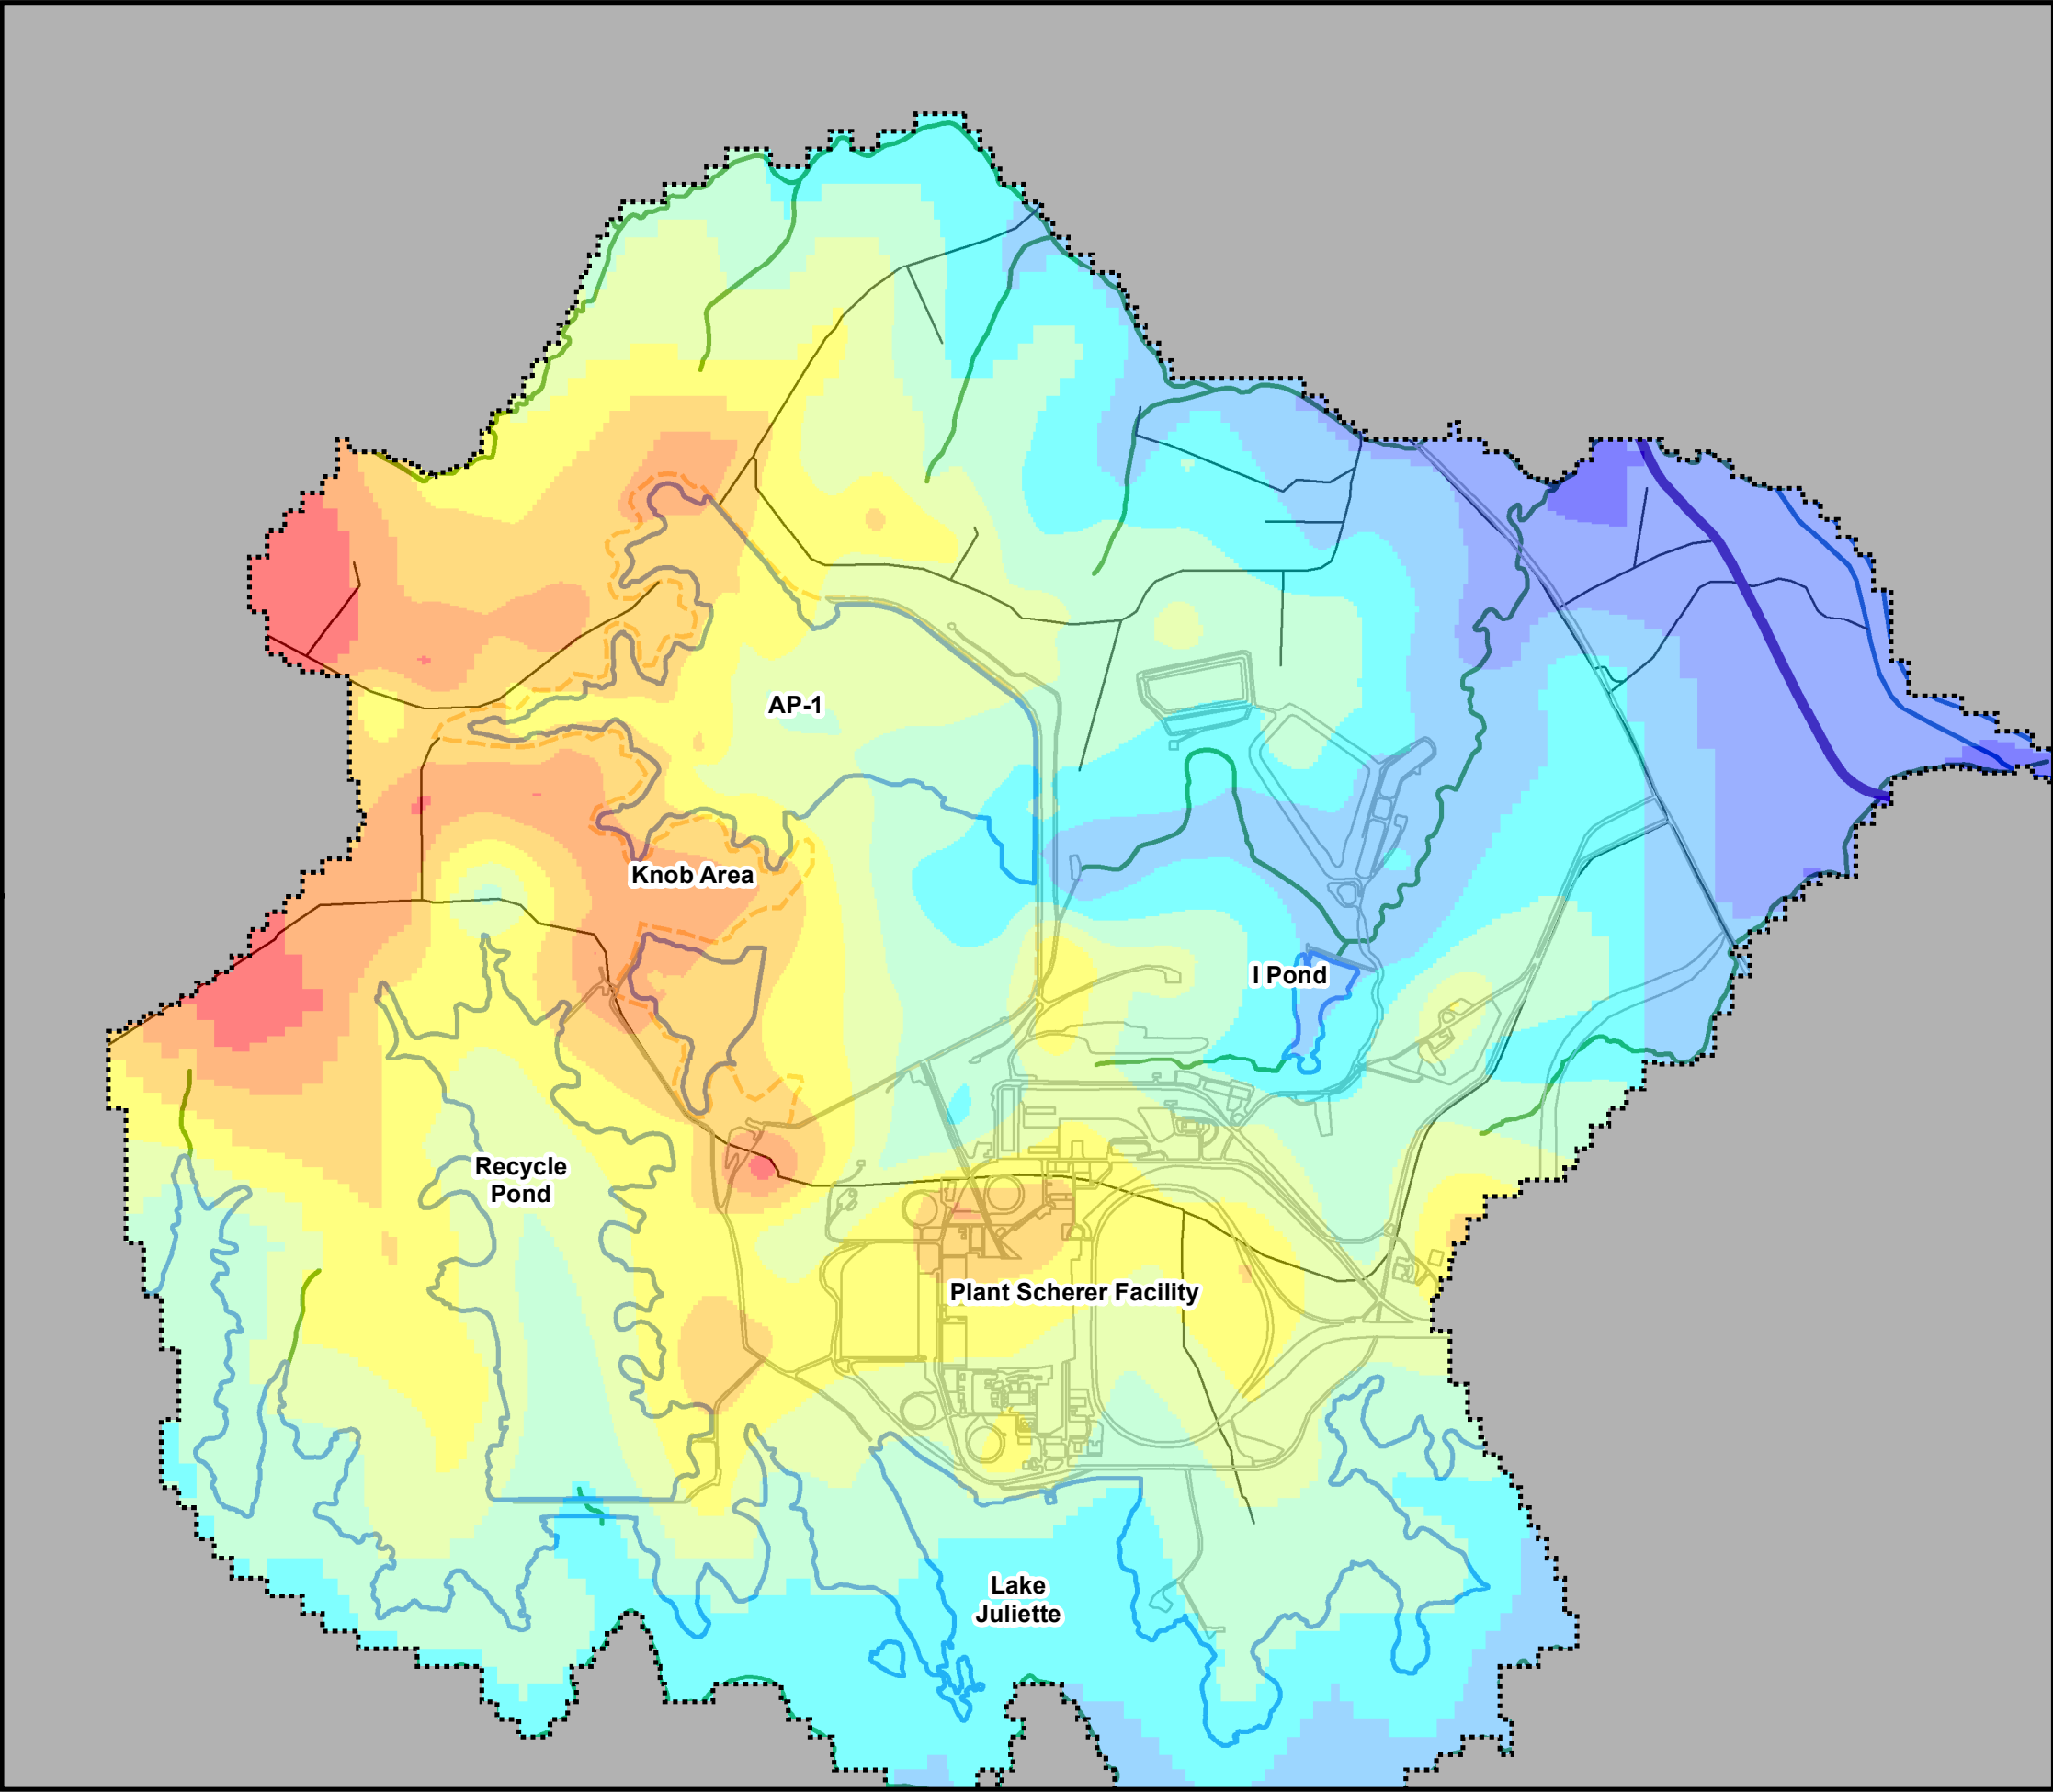 AP-1
Knob Area
I Pond
Recycle
Pond
Plant Scherer Facility
Lake
Juliette